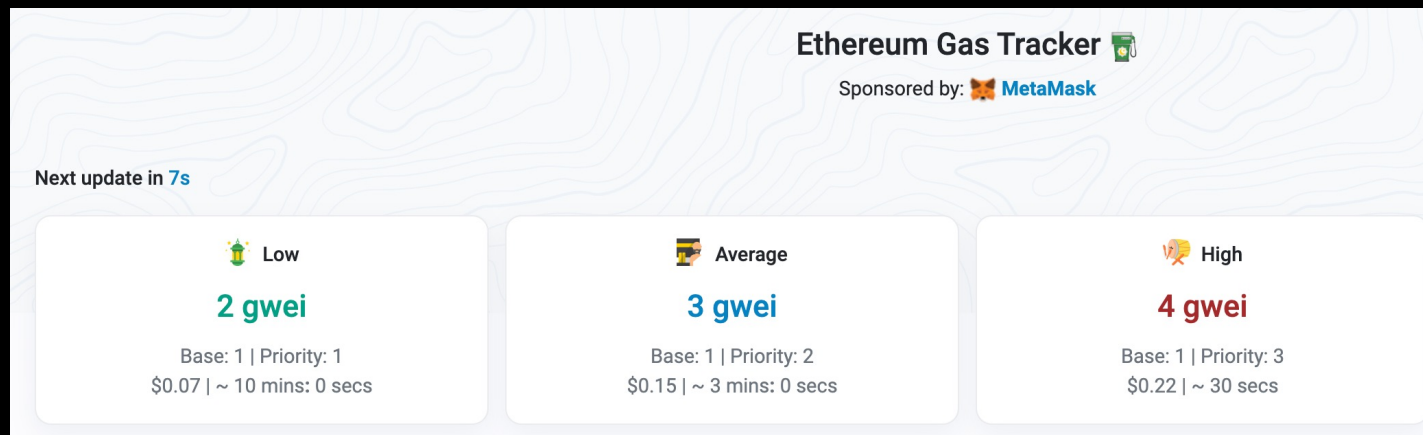 Ethereum Gas Tracker
Sponsored by: MetaMask
Next update in 7s
Low
2 gwei
Base: 1 | Priority: 1
$0.07 | ~ 10 mins: 0 secs
Average
3 gwei
Base: 1 | Priority: 2
$0.15 | ~ 3 mins: 0 secs
High
4 gwei
Base: 1 | Priority: 3
$0.22 | ~ 30 secs